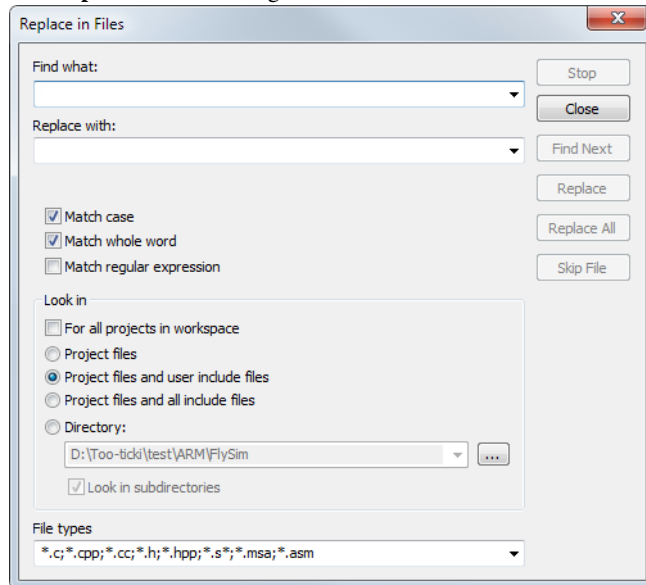 Replace in Files
Find what:
Stop
Close
Replace with:
Find Next
Replace
Match case
Replace All
Match whole word
Match regular expression
Skip File
Look in
For all projects in workspace
Project files
Project files and user include files
Project files and all include files
Directory:
D:\Too-ticki\test\ARM\FlySim
...
Look in subdirectories
File types
*.c;*.cpp;*.cc;*.h;*.hpp;*.s*;*.msa;*.asm